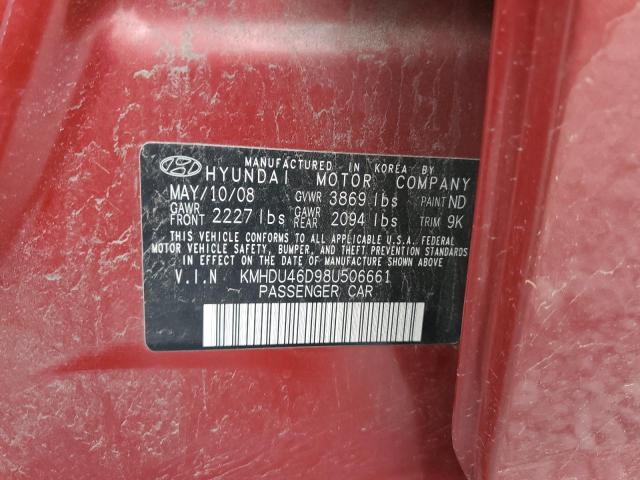 MANUFACTURED IN KOREA BY
HYUNDAI MOTOR COMPANY
MAY/10/08 GVWR 3869 lbs PAINT ND
GAWR FRONT 2227 lbs GAWR REAR 2094 lbs TRIM 9K
THIS VEHICLE CONFORMS TO ALL APPLICABLE U.S.A. FEDERAL
MOTOR VEHICLE SAFETY, BUMPER, AND THEFT PREVENTION STANDARDS
IN EFFECT ON THE DATE OF MANUFACTURE SHOWN ABOVE.
V.I.N KMHDU46D98U506661
PASSENGER CAR